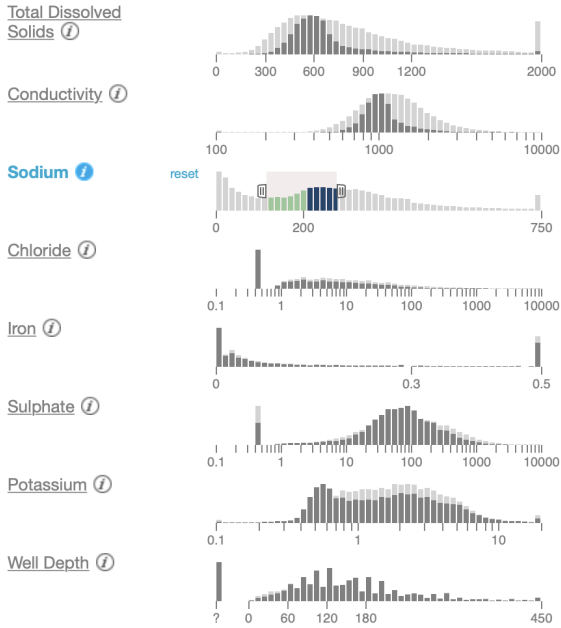 Total Dissolved
Solids i
0 300 600 900 1200 2000
Conductivity i
100 1000 10000
Sodium i reset
0 200 750
Chloride i
0.1 1 10 100 1000 10000
Iron i
0 0.3 0.5
Sulphate i
0.1 1 10 100 1000 10000
Potassium i
0.1 1 10
Well Depth i
? 0 60 120 180 450